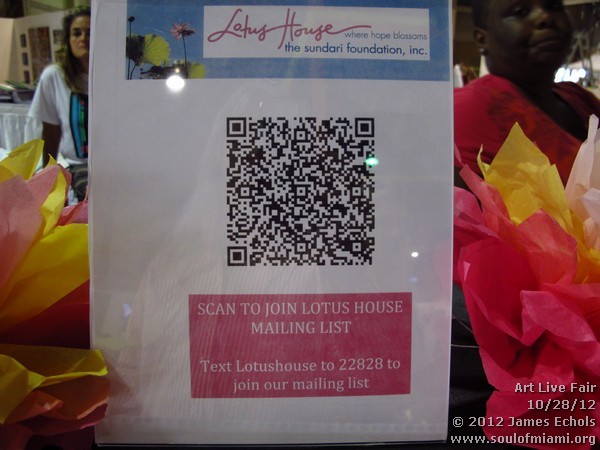 Lotus House
where hope blossoms
the sundari foundation, inc.
SCAN TO JOIN LOTUS HOUSE
MAILING LIST
Text Lotushouse to 22828 to
join our mailing list
Art Live Fair
10/28/12
© 2012 James Echols
www.soulofmiami.org